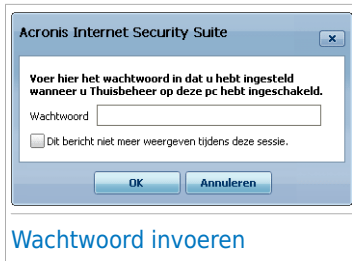 Acronis Internet Security Suite
Voer hier het wachtwoord in dat u hebt ingesteld
wanneer u Thuisbeheer op deze pc hebt ingeschakeld.
Wachtwoord
Dit bericht niet meer weergeven tijdens deze sessie.
OK Annuleren
Wachtwoord invoeren